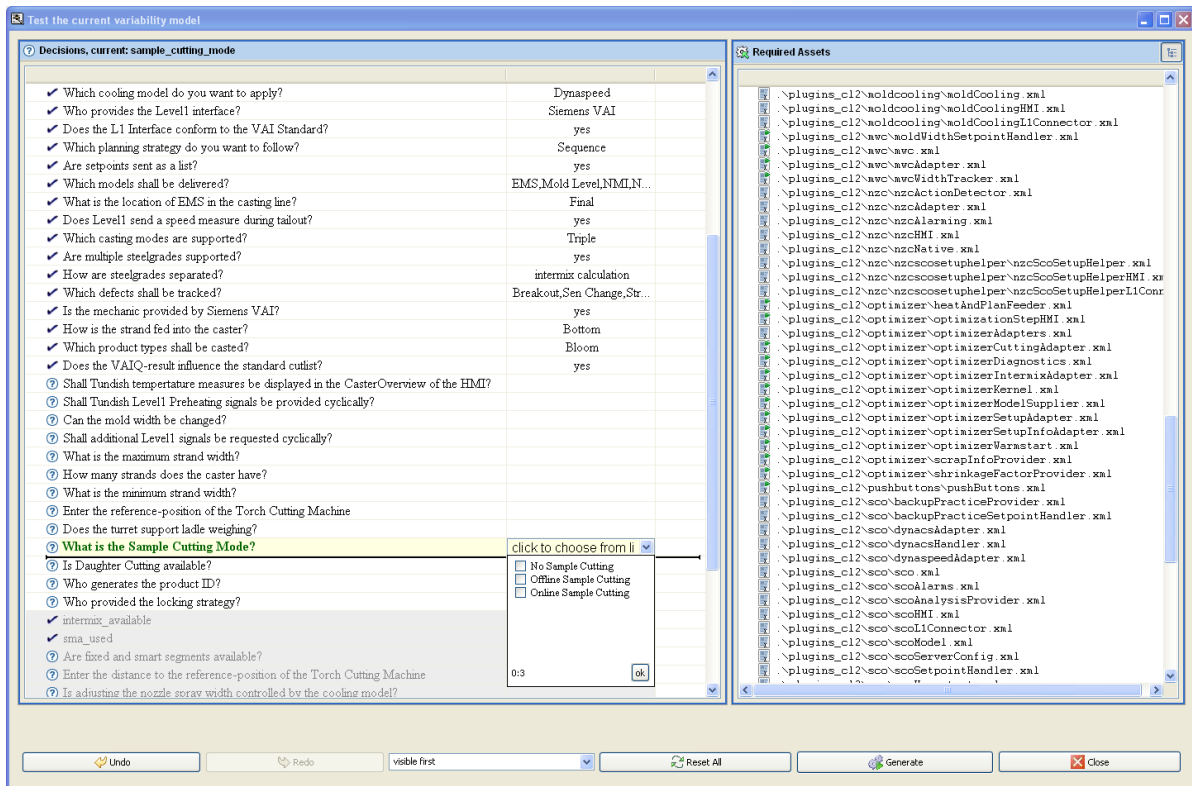 Test the current variability model
Decisions, current: sample_cutting_mode
Which cooling model do you want to apply? Dynaspeed
Who provides the Level1 interface? Siemens VAI
Does the L1 Interface conform to the VAI Standard? yes
Which planning strategy do you want to follow? Sequence
Are setpoints sent as a list? yes
Which models shall be delivered? EMS,Mold Level,NMI,N...
What is the location of EMS in the casting line? Final
Does Level1 send a speed measure during tailout? yes
Which casting modes are supported? Triple
Are multiple steelgrades supported? yes
How are steelgrades separated? intermix calculation
Which defects shall be tracked? Breakout,Sen Change,Str...
Is the mechanic provided by Siemens VAI? yes
How is the strand fed into the caster? Bottom
Which product types shall be casted? Bloom
Does the VAIQ-result influence the standard cutlist? yes
Shall Tundish tempertature measures be displayed in the CasterOverview of the HMI?
Shall Tundish Level1 Preheating signals be provided cyclically?
Can the mold width be changed?
Shall additional Level1 signals be requested cyclically?
What is the maximum strand width?
How many strands does the caster have?
What is the minimum strand width?
Enter the reference-position of the Torch Cutting Machine
Does the turret support ladle weighing?
What is the Sample Cutting Mode? click to choose from li
No Sample Cutting
Offline Sample Cutting
Online Sample Cutting
0:3 ok
Is Daughter Cutting available?
Who generates the product ID?
Who provided the locking strategy?
intermix_available
sma_used
Are fixed and smart segments available?
Enter the distance to the reference-position of the Torch Cutting Machine
Is adjusting the nozzle spray width controlled by the cooling model?
Required Assets
.\plugins_cl2\moldcooling\moldCooling.xml
.\plugins_cl2\moldcooling\moldCoolingHMI.xml
.\plugins_cl2\moldcooling\moldCoolingL1Connector.xml
.\plugins_cl2\mwc\moldWidthSetpointHandler.xml
.\plugins_cl2\mwc\mwc.xml
.\plugins_cl2\mwc\mwcAdapter.xml
.\plugins_cl2\mwc\mwcWidthTracker.xml
.\plugins_cl2\nzc\nzcActionDetector.xml
.\plugins_cl2\nzc\nzcAdapter.xml
.\plugins_cl2\nzc\nzcAlarming.xml
.\plugins_cl2\nzc\nzcHMI.xml
.\plugins_cl2\nzc\nzcNative.xml
.\plugins_cl2\nzc\nzcscosetuphelper\nzcScoSetupHelper.xml
.\plugins_cl2\nzc\nzcscosetuphelper\nzcScoSetupHelperHMI.xm
.\plugins_cl2\nzc\nzcscosetuphelper\nzcScoSetupHelperL1Conn
.\plugins_cl2\optimizer\heatAndPlanFeeder.xml
.\plugins_cl2\optimizer\optimizationStepHMI.xml
.\plugins_cl2\optimizer\optimizerAdapters.xml
.\plugins_cl2\optimizer\optimizerCuttingAdapter.xml
.\plugins_cl2\optimizer\optimizerDiagnostics.xml
.\plugins_cl2\optimizer\optimizerIntermixAdapter.xml
.\plugins_cl2\optimizer\optimizerKernel.xml
.\plugins_cl2\optimizer\optimizerModelSupplier.xml
.\plugins_cl2\optimizer\optimizerSetupAdapter.xml
.\plugins_cl2\optimizer\optimizerSetupInfoAdapter.xml
.\plugins_cl2\optimizer\optimizerWarmstart.xml
.\plugins_cl2\optimizer\scrapInfoProvider.xml
.\plugins_cl2\optimizer\shrinkageFactorProvider.xml
.\plugins_cl2\pushbuttons\pushButtons.xml
.\plugins_cl2\sco\backupPracticeProvider.xml
.\plugins_cl2\sco\backupPracticeSetpointHandler.xml
.\plugins_cl2\sco\dynacsAdapter.xml
.\plugins_cl2\sco\dynacsHandler.xml
.\plugins_cl2\sco\dynaspeedAdapter.xml
.\plugins_cl2\sco\sco.xml
.\plugins_cl2\sco\scoAlarms.xml
.\plugins_cl2\sco\scoAnalysisProvider.xml
.\plugins_cl2\sco\scoHMI.xml
.\plugins_cl2\sco\scoL1Connector.xml
.\plugins_cl2\sco\scoModel.xml
.\plugins_cl2\sco\scoServerConfig.xml
.\plugins_cl2\sco\scoSetpointHandler.xml
Undo Redo visible first Reset All Generate Close